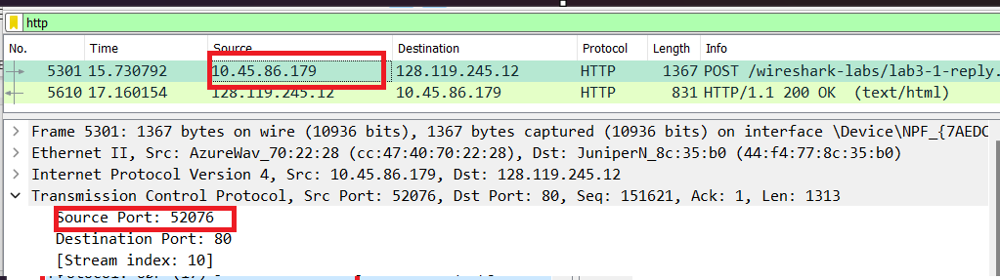 http
No. Time Source Destination Protocol Length Info
5301 15.730792 10.45.86.179 128.119.245.12 HTTP 1367 POST /wireshark-labs/lab3-1-reply.
5610 17.160154 128.119.245.12 10.45.86.179 HTTP 831 HTTP/1.1 200 OK (text/html)
Frame 5301: 1367 bytes on wire (10936 bits), 1367 bytes captured (10936 bits) on interface \Device\NPF_{7AEDC
Ethernet II, Src: AzureWav_70:22:28 (cc:47:40:70:22:28), Dst: JuniperN_8c:35:b0 (44:f4:77:8c:35:b0)
Internet Protocol Version 4, Src: 10.45.86.179, Dst: 128.119.245.12
Transmission Control Protocol, Src Port: 52076, Dst Port: 80, Seq: 151621, Ack: 1, Len: 1313
Source Port: 52076
Destination Port: 80
[Stream index: 10]